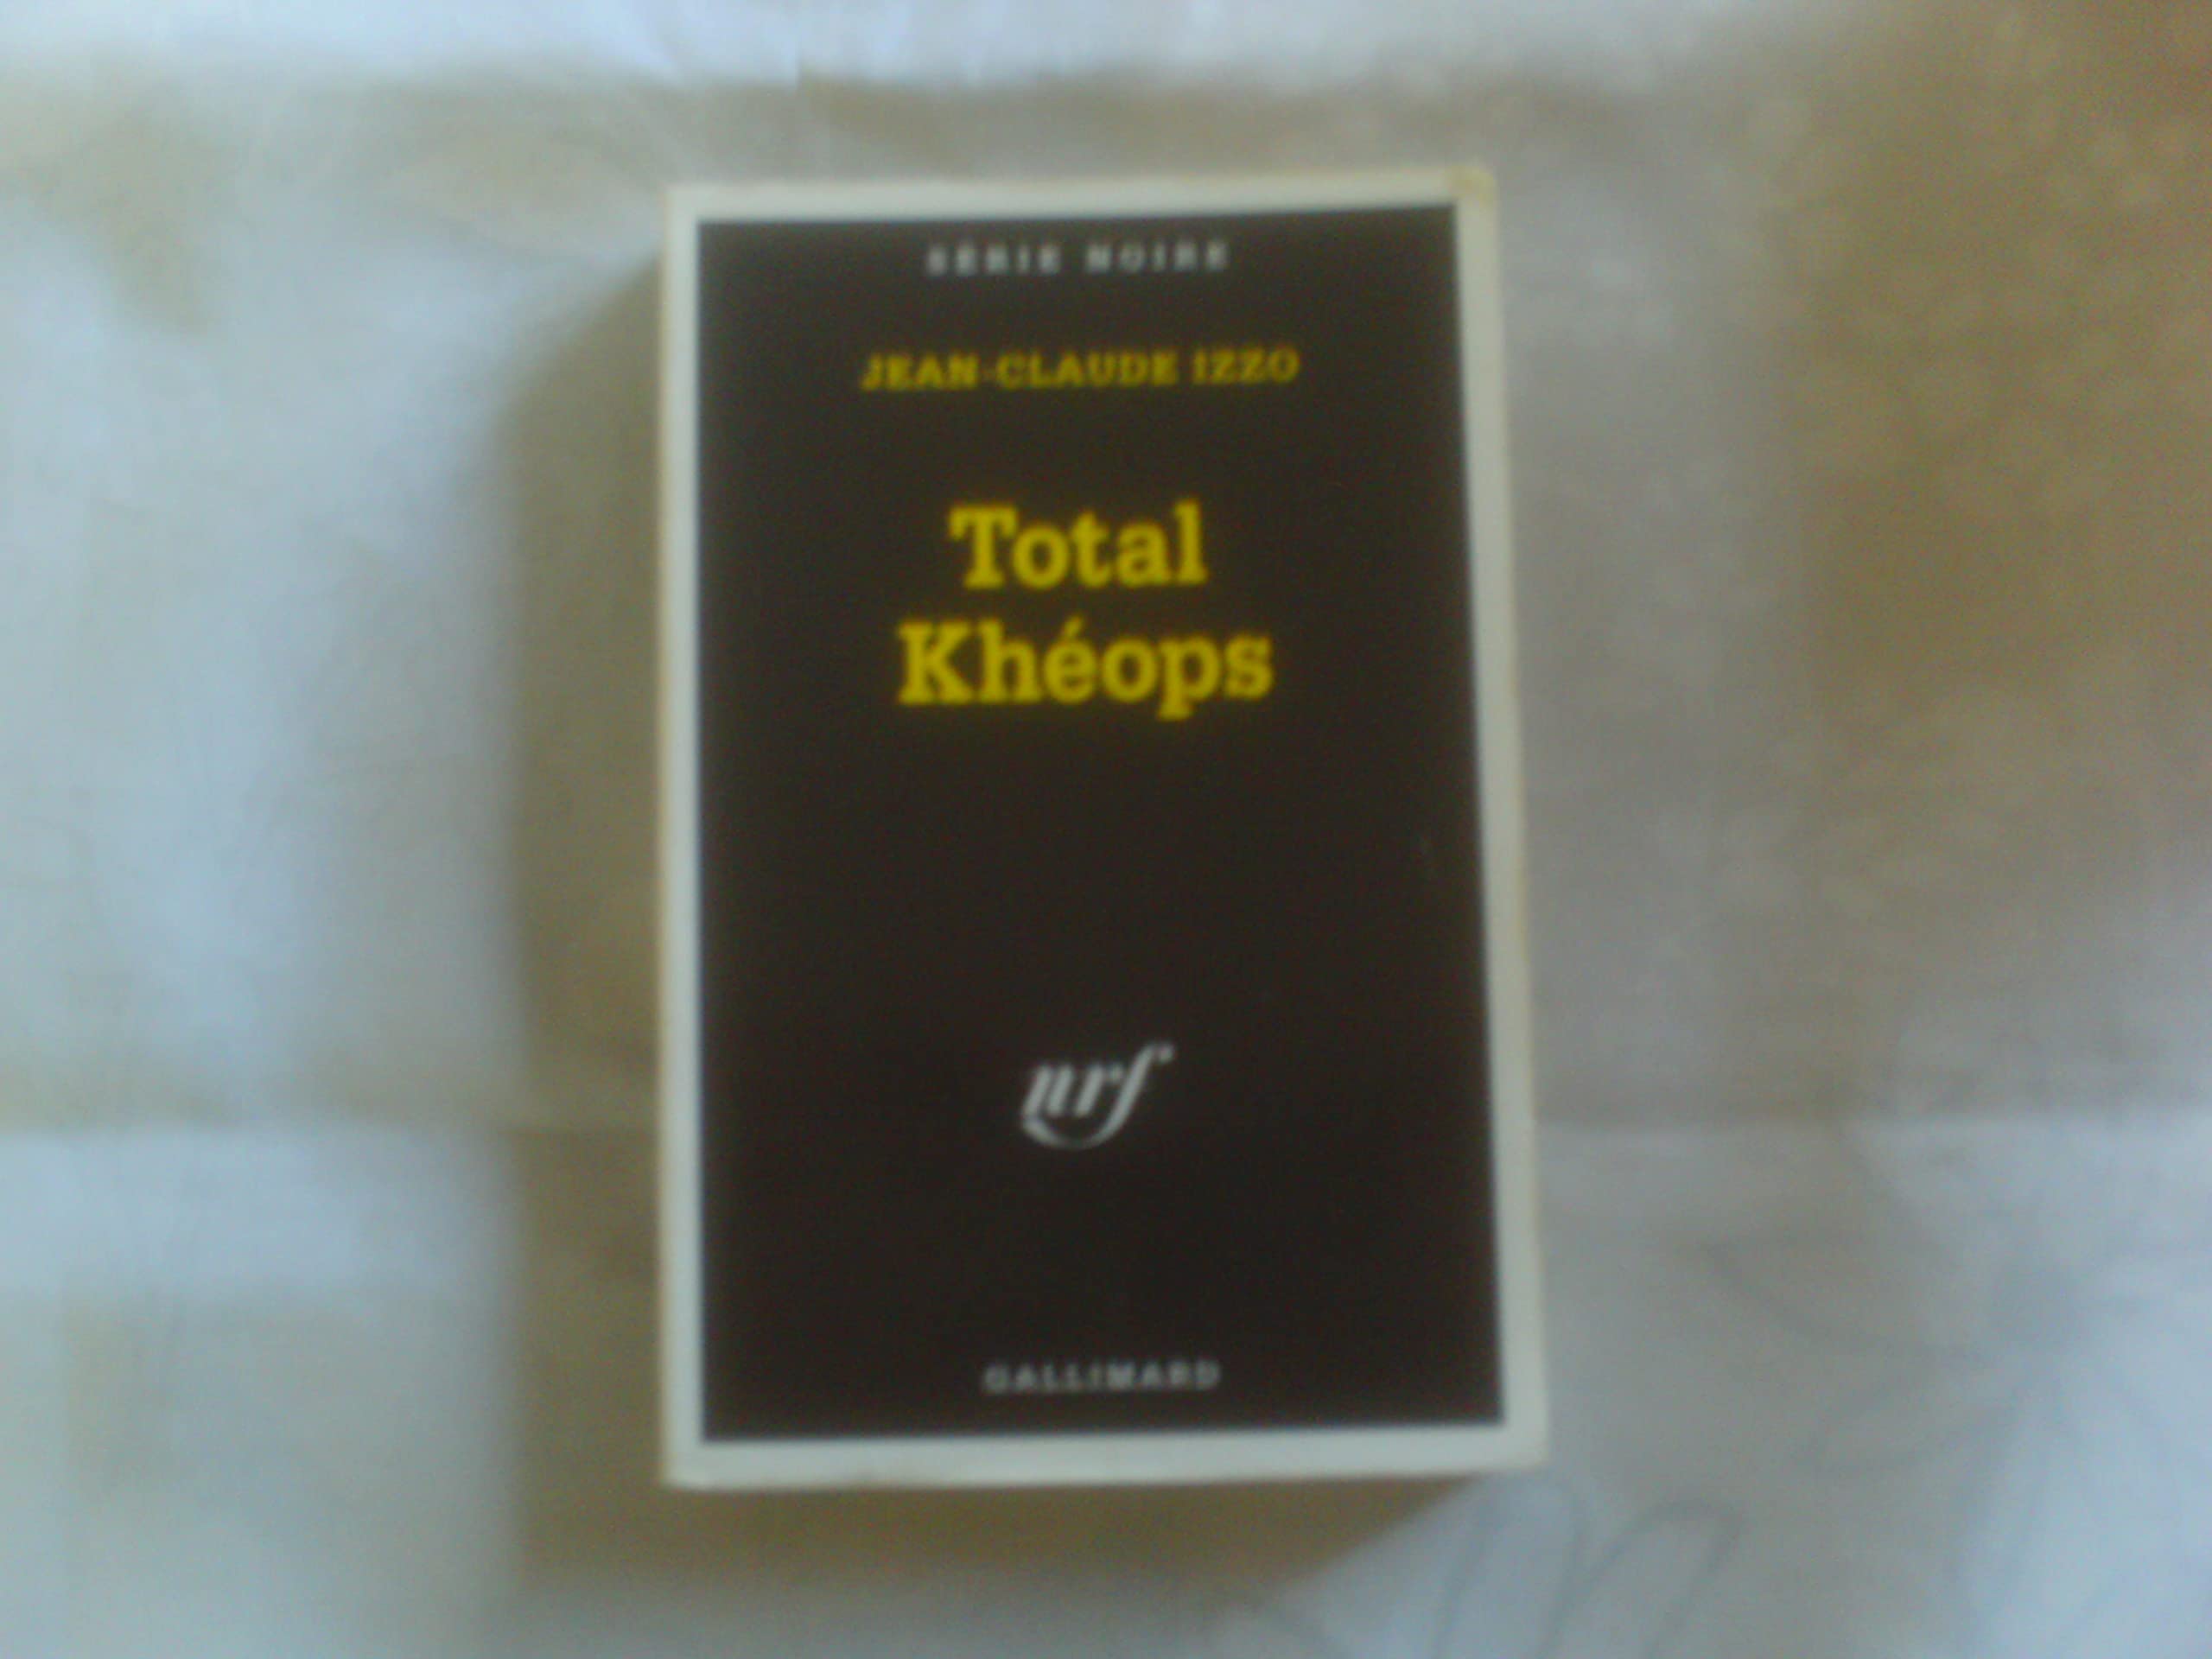 SÉRIE NOIRE
JEAN-CLAUDE IZZO
Total
Khéops
nrf
GALLIMARD